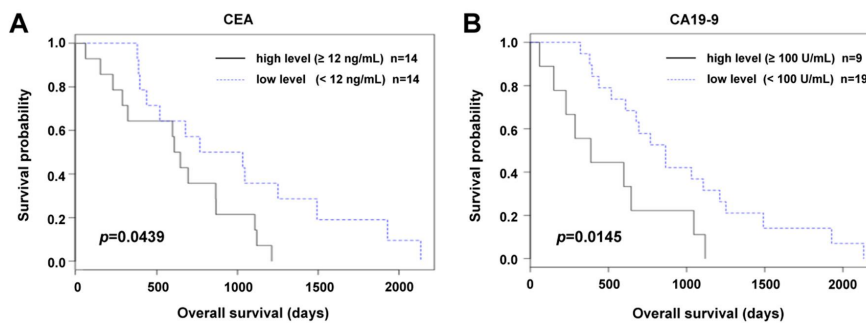 A
CEA
high level (≥ 12 ng/mL) n=14
low level (< 12 ng/mL) n=14
Survival probability
1.0
0.8
0.6
0.4
0.2
0.0
p=0.0439
0 500 1000 1500 2000
Overall survival (days)
B
CA19-9
high level (≥ 100 U/mL) n=9
low level (< 100 U/mL) n=19
Survival probability
1.0
0.8
0.6
0.4
0.2
0.0
p=0.0145
0 500 1000 1500 2000
Overall survival (days)